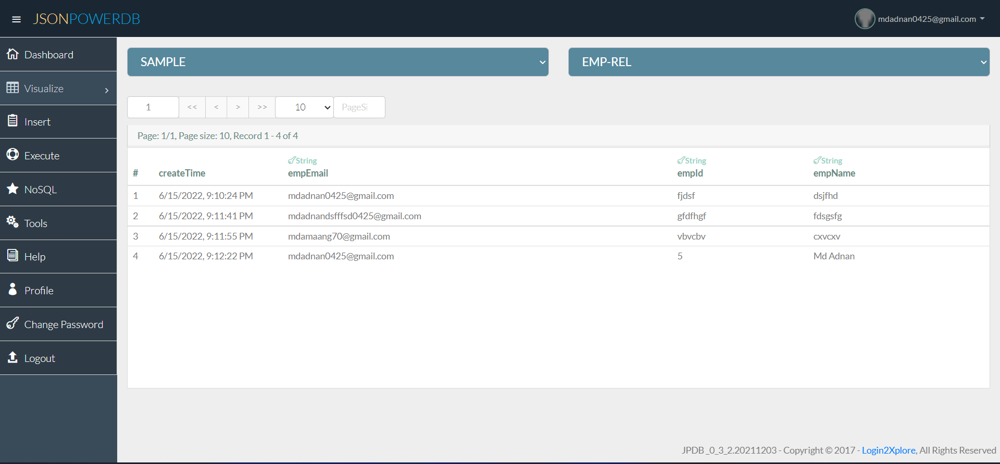 JSONPOWERDB
mdadnan0425@gmail.com
Dashboard
Visualize
Insert
Execute
NoSQL
Tools
Help
Profile
Change Password
Logout
SAMPLE
EMP-REL
1 << < > >> 10 PageSi
Page: 1/1, Page size: 10, Record 1 - 4 of 4
String String String
# createTime empEmail empId empName
1 6/15/2022, 9:10:24 PM mdadnan0425@gmail.com fjdsf dsjfhd
2 6/15/2022, 9:11:41 PM mdadnandsfffsd0425@gmail.com gfdfhgf fdsgsfg
3 6/15/2022, 9:11:55 PM mdamaang70@gmail.com vbvcbv cxvcxv
4 6/15/2022, 9:12:22 PM mdadnan0425@gmail.com 5 Md Adnan
JPDB_0_3_2.20211203 - Copyright © 2017 - Login2Xplore, All Rights Reserved